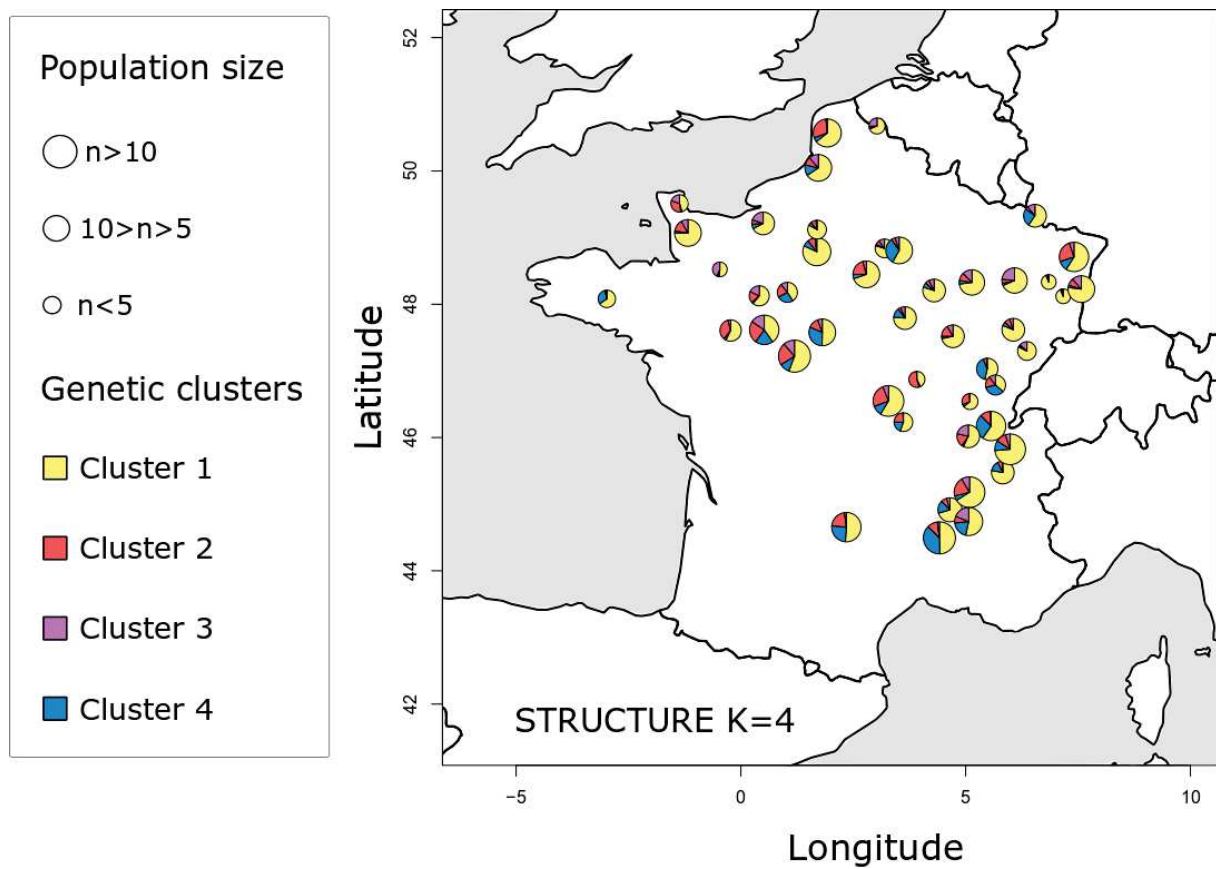 Population size
n>10
10>n>5
n<5
Genetic clusters
Cluster 1
Cluster 2
Cluster 3
Cluster 4
Latitude
52
50
48
46
44
42
STRUCTURE K=4
−5
0
5
10
Longitude